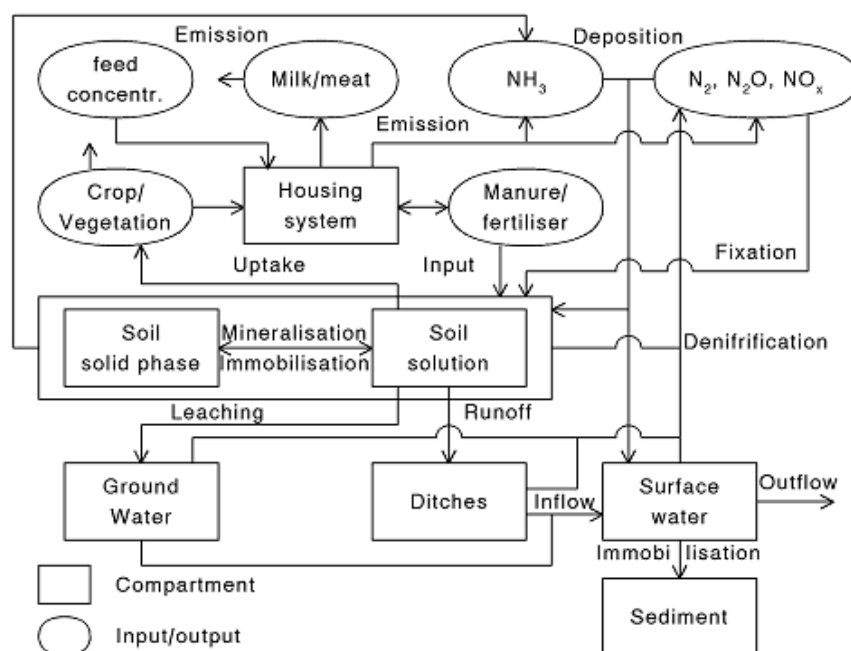 Emission
Deposition
feed
concentr.
Milk/meat
NH₃
N₂, N₂O, NOₓ
Emission
Crop/
Vegetation
Housing
system
Manure/
fertiliser
Uptake
Input
Fixation
Soil
solid phase
Mineralisation
Immobilisation
Soil
solution
Denifrification
Leaching
Runoff
Ground
Water
Ditches
Inflow
Surface
water
Outflow
Immobilisation
Compartment
Sediment
Input/output